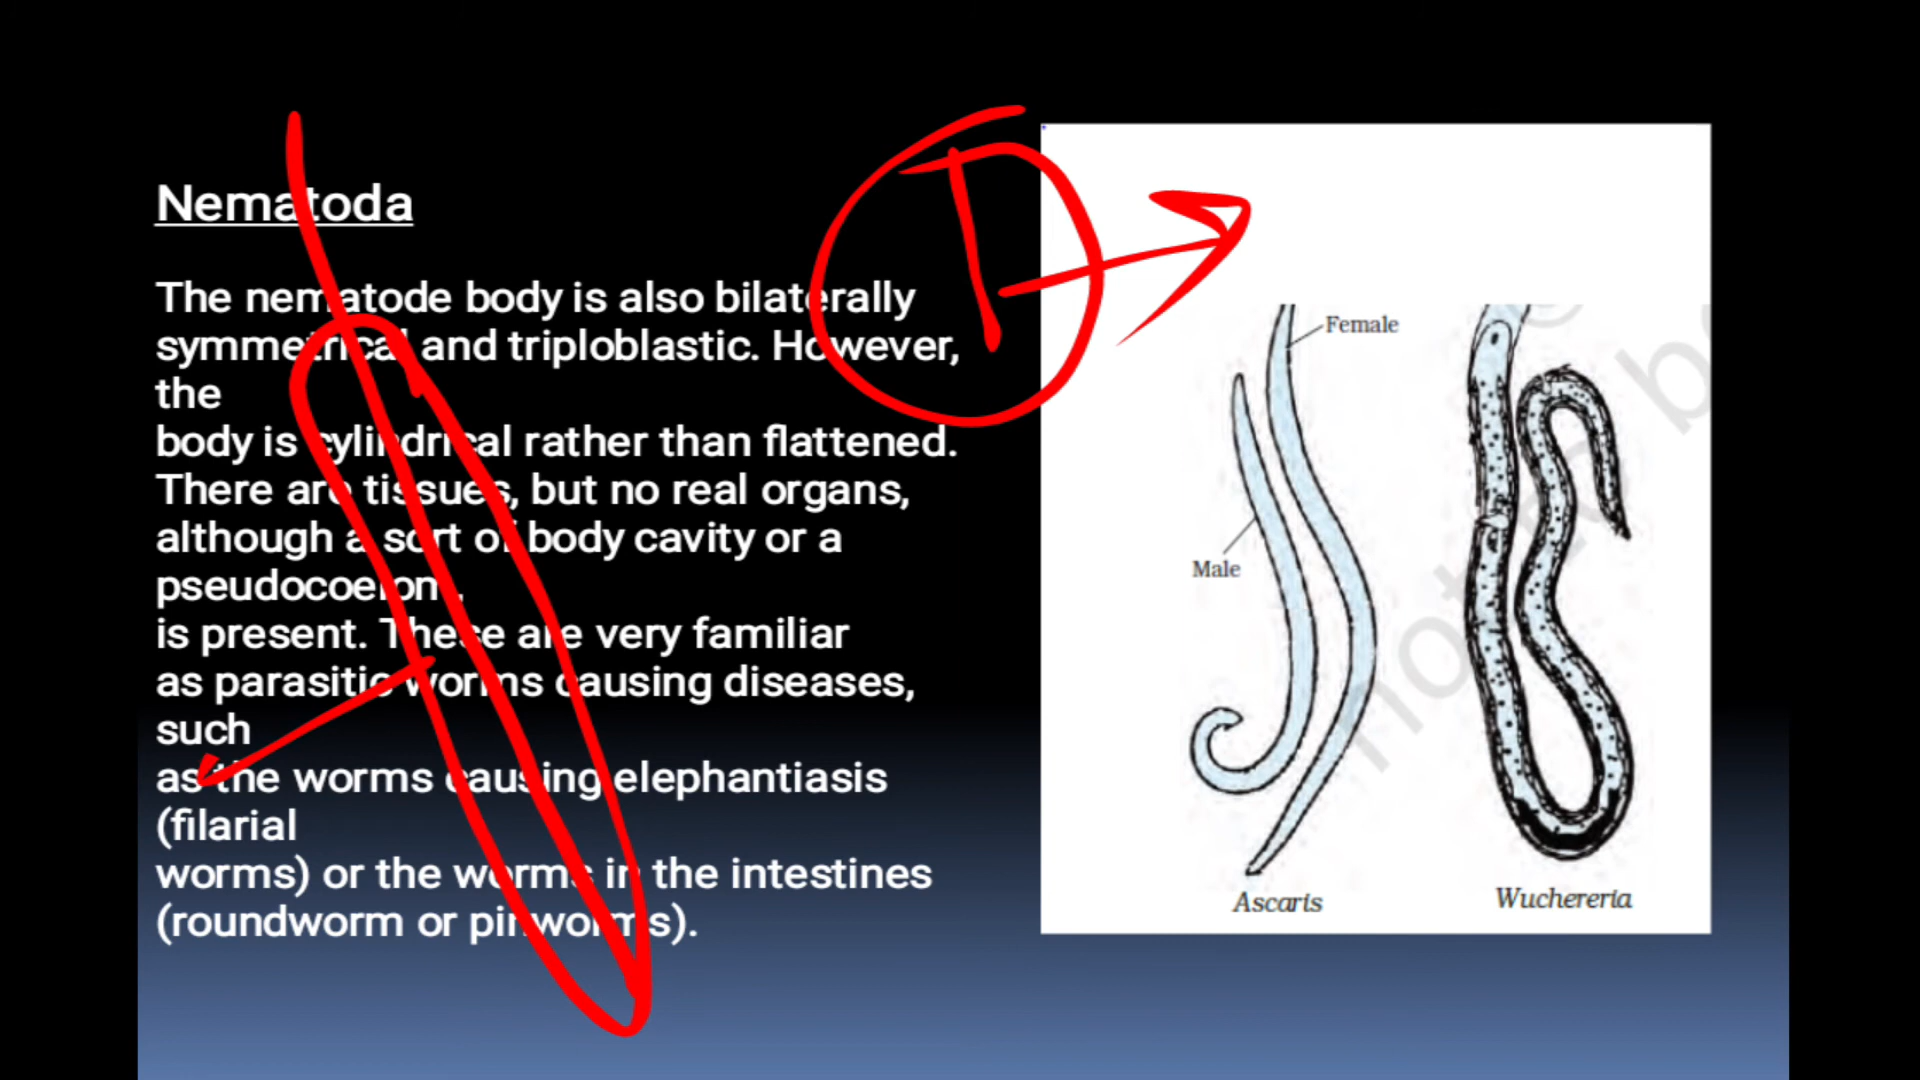 Nematoda
The nematode body is also bilaterally
symmetrical and triploblastic. However,
the
body is cylindrical rather than flattened.
There are tissues, but no real organs,
although a sort of body cavity or a
pseudocoelom,
is present. These are very familiar
as parasitic worms causing diseases,
such
as the worms causing elephantiasis
(filarial
worms) or the worms in the intestines
(roundworm or pinworms).
Female
Male
Ascaris
Wuchereria
not
b